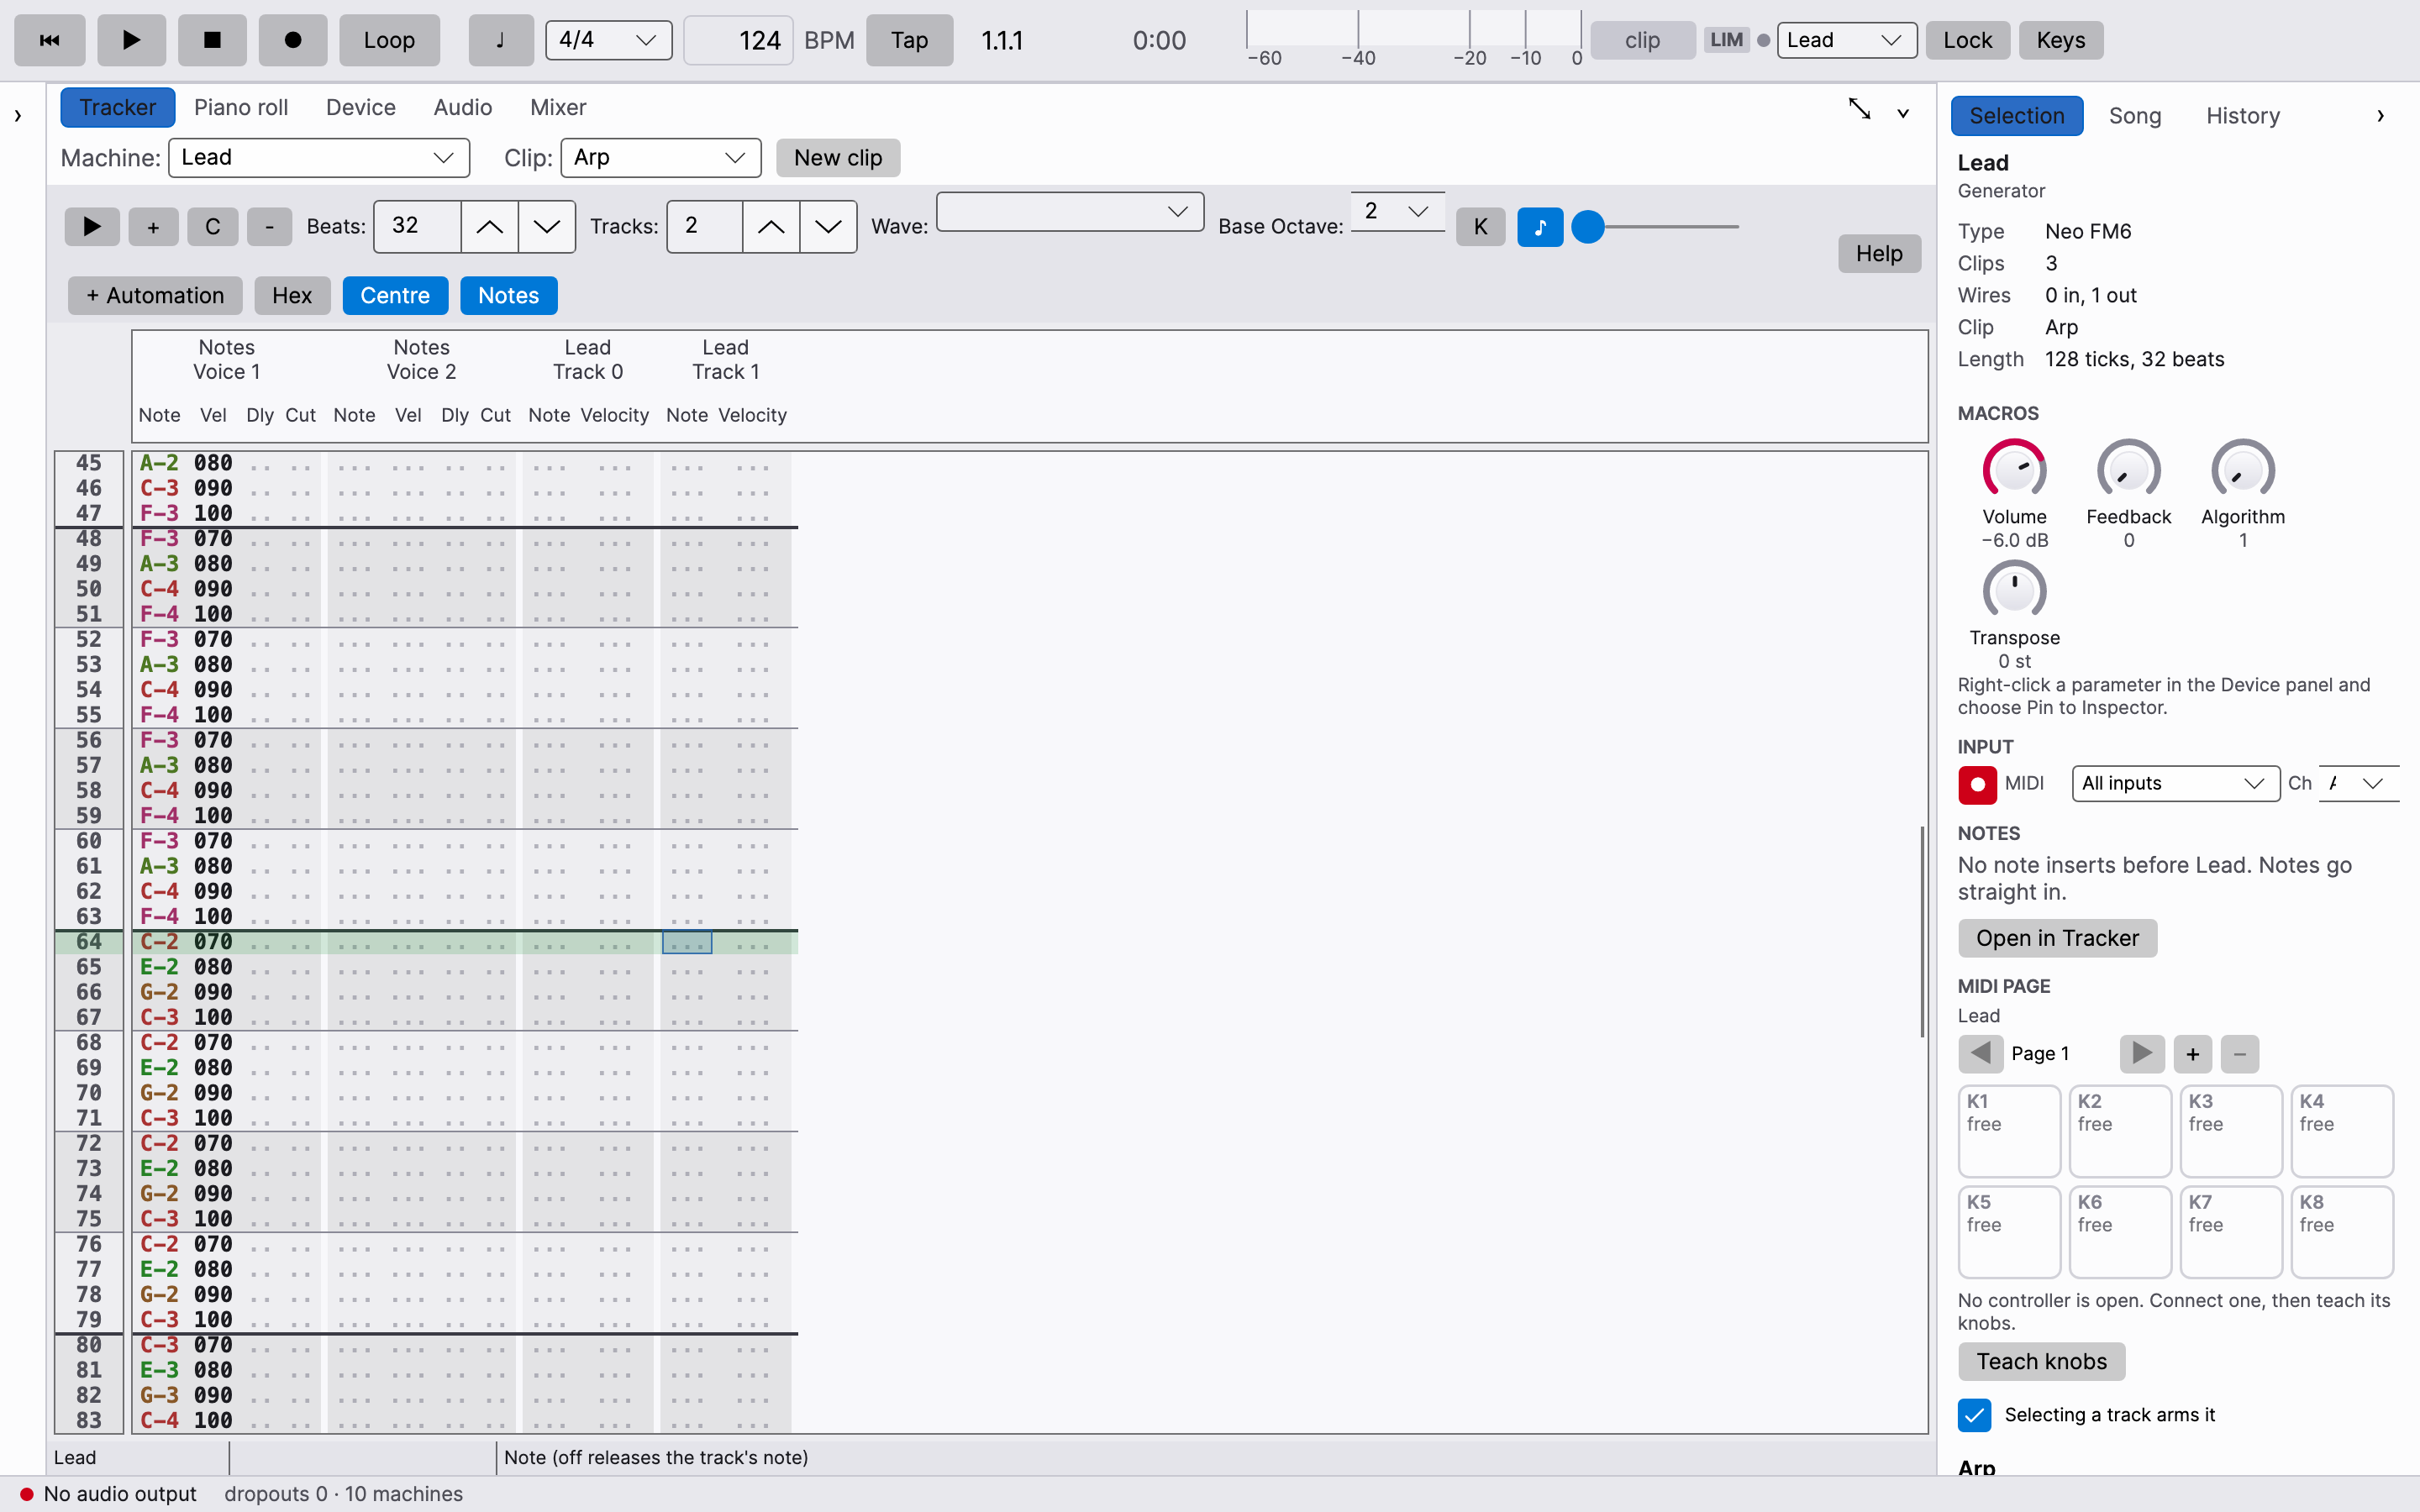 Loop 4/4 124 BPM Tap 1.1.1 0:00 −60 −40 −20 −10 0 clip LIM Lead Lock Keys
Tracker Piano roll Device Audio Mixer
Machine: Lead Clip: Arp New clip
+ C - Beats: 32 Tracks: 2 Wave: Base Octave: 2 K Help
+ Automation Hex Centre Notes
Notes Notes Lead Lead
Voice 1 Voice 2 Track 0 Track 1
Note Vel Dly Cut Note Vel Dly Cut Note Velocity Note Velocity
45 A−2 080
46 C−3 090
47 F−3 100
48 F−3 070
49 A−3 080
50 C−4 090
51 F−4 100
52 F−3 070
53 A−3 080
54 C−4 090
55 F−4 100
56 F−3 070
57 A−3 080
58 C−4 090
59 F−4 100
60 F−3 070
61 A−3 080
62 C−4 090
63 F−4 100
64 C−2 070
65 E−2 080
66 G−2 090
67 C−3 100
68 C−2 070
69 E−2 080
70 G−2 090
71 C−3 100
72 C−2 070
73 E−2 080
74 G−2 090
75 C−3 100
76 C−2 070
77 E−2 080
78 G−2 090
79 C−3 100
80 C−3 070
81 E−3 080
82 G−3 090
83 C−4 100
Lead Note (off releases the track's note)
No audio output dropouts 0 · 10 machines
Selection Song History
Lead
Generator
Type Neo FM6
Clips 3
Wires 0 in, 1 out
Clip Arp
Length 128 ticks, 32 beats
MACROS
Volume Feedback Algorithm
−6.0 dB 0 1
Transpose
0 st
Right-click a parameter in the Device panel and
choose Pin to Inspector.
INPUT
MIDI All inputs Ch
NOTES
No note inserts before Lead. Notes go
straight in.
Open in Tracker
MIDI PAGE
Lead
Page 1 + −
K1 K2 K3 K4
free free free free
K5 K6 K7 K8
free free free free
No controller is open. Connect one, then teach its
knobs.
Teach knobs
Selecting a track arms it
Arp